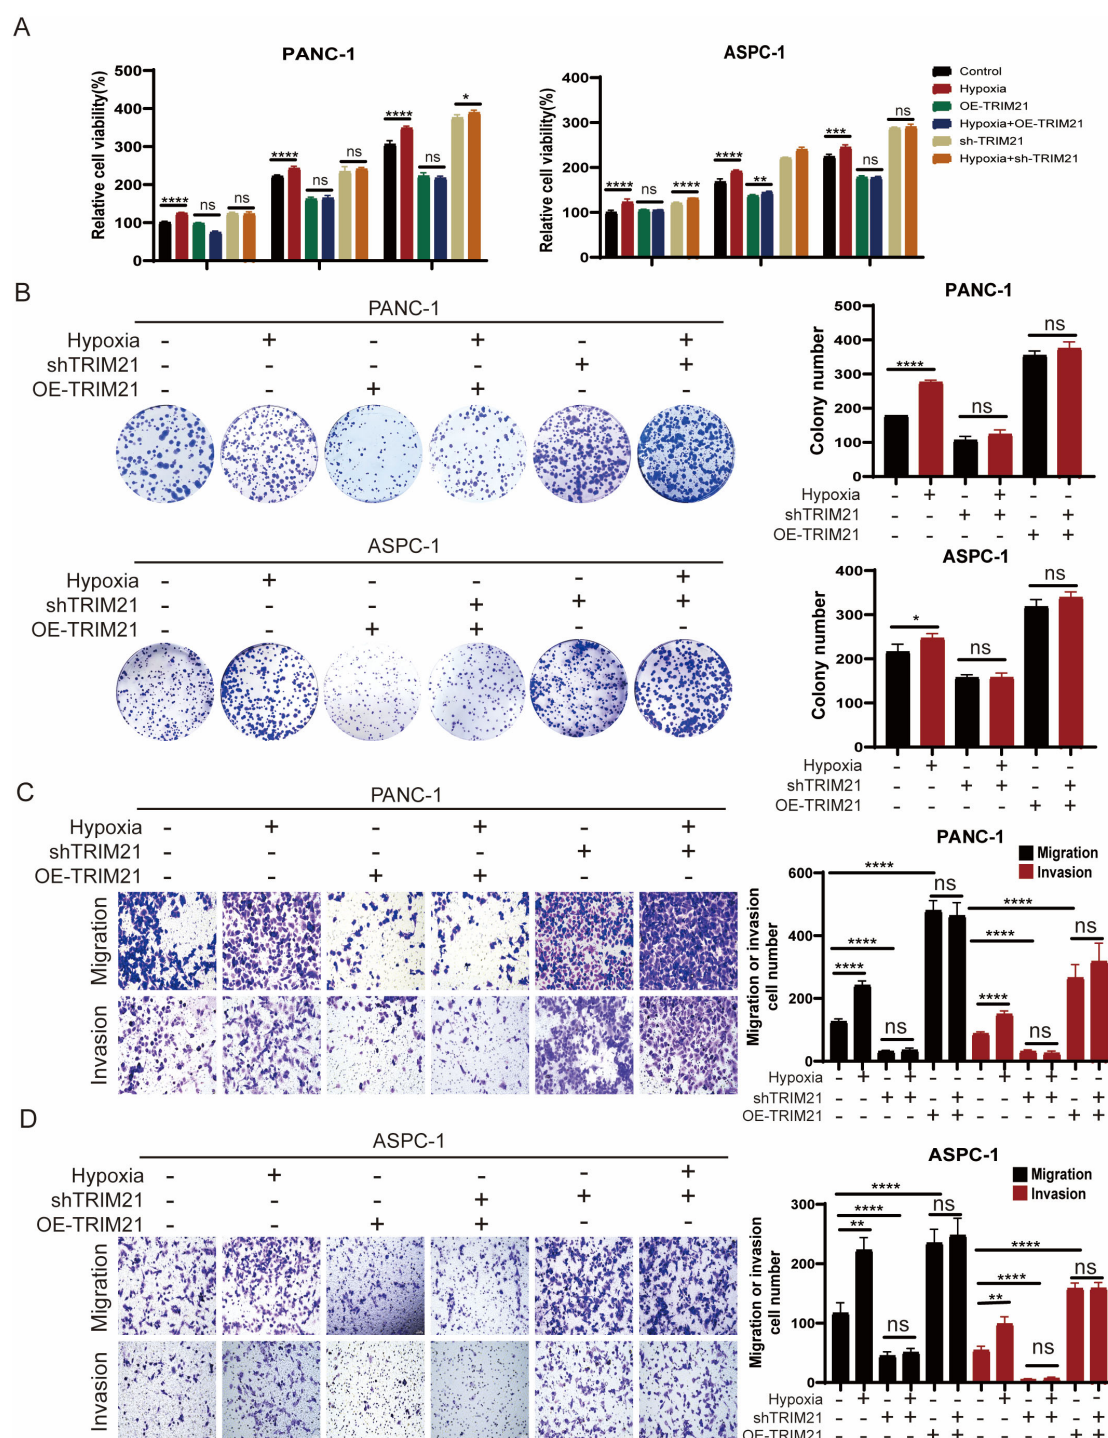 A
PANC-1
Relative cell viability(%)
500
400
300
200
100
0
****
ns
ns
****
ns
ns
****
ns
*
ASPC-1
Relative cell viability(%)
400
300
200
100
0
****
ns
****
****
**
***
ns
ns
Control
Hypoxia
OE-TRIM21
Hypoxia+OE-TRIM21
sh-TRIM21
Hypoxia+sh-TRIM21
B
PANC-1
Hypoxia - + - + - +
shTRIM21 - - - - + +
OE-TRIM21 - - + + - -
ASPC-1
Hypoxia - + - - - +
shTRIM21 - - - + + +
OE-TRIM21 - - + + - -
PANC-1
Colony number
500
400
300
200
100
0
****
ns
ns
Hypoxia - + - + - -
shTRIM21 - - + + - +
OE-TRIM21 - - - - + +
ASPC-1
Colony number
400
300
200
100
0
*
ns
ns
Hypoxia - + - + - -
shTRIM21 - - + + - +
OE-TRIM21 - - - - + +
C
PANC-1
Hypoxia - + - + - +
shTRIM21 - - - - + +
OE-TRIM21 - - + + - -
Migration
Invasion
PANC-1
Migration
Invasion
Migration or invasion
cell number
600
400
200
0
****
****
****
ns
ns
****
****
****
ns
ns
Hypoxia - + - + - - - + - + - -
shTRIM21 - - + + - + - - + + - +
OE-TRIM21 - - - - + + - - - - + +
D
ASPC-1
Hypoxia - + - - - +
shTRIM21 - - - + + +
OE-TRIM21 - - + + - -
Migration
Invasion
ASPC-1
Migration
Invasion
Migration or invasion
cell number
300
200
100
0
****
****
**
ns
ns
****
****
**
ns
ns
Hypoxia - + - + - - - + - + - -
shTRIM21 - - + + - + - - + + - +
OE-TRIM21 - - - - + + - - - - + +